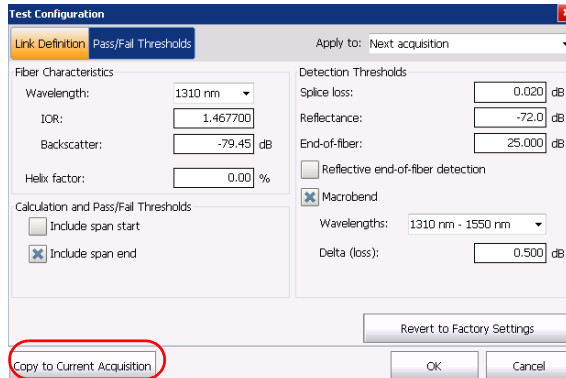 Test Configuration
Link Definition Pass/Fail Thresholds
Apply to: Next acquisition
Fiber Characteristics
Wavelength: 1310 nm
IOR: 1.467700
Backscatter: -79.45 dB
Helix factor: 0.00 %
Calculation and Pass/Fail Thresholds
Include span start
Include span end
Detection Thresholds
Splice loss: 0.020 dB
Reflectance: -72.0 dB
End-of-fiber: 25.000 dB
Reflective end-of-fiber detection
Macrobend
Wavelengths: 1310 nm - 1550 nm
Delta (loss): 0.500 dB
Revert to Factory Settings
Copy to Current Acquisition
OK
Cancel